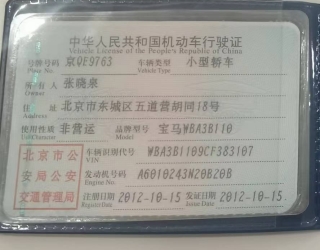 中华人民共和国机动车行驶证
Vehicle License of the People's Republic of China
号牌号码 京QE9763 车辆类型 小型轿车
Plate No. Vehicle Type
所有人 张晓泉
Owner
住址 北京市东城区五道营胡同18号
Address
使用性质 非营运 品牌型号 宝马WBA3B110
Use Character Model
北京市公
安局公安
交通管理局
车辆识别代号 WBA3B1109CF383107
VIN
发动机号码 A6010243N20B20B
Engine No.
注册日期 2012-10-15 发证日期 2012-10-15
Register Date Issue Date